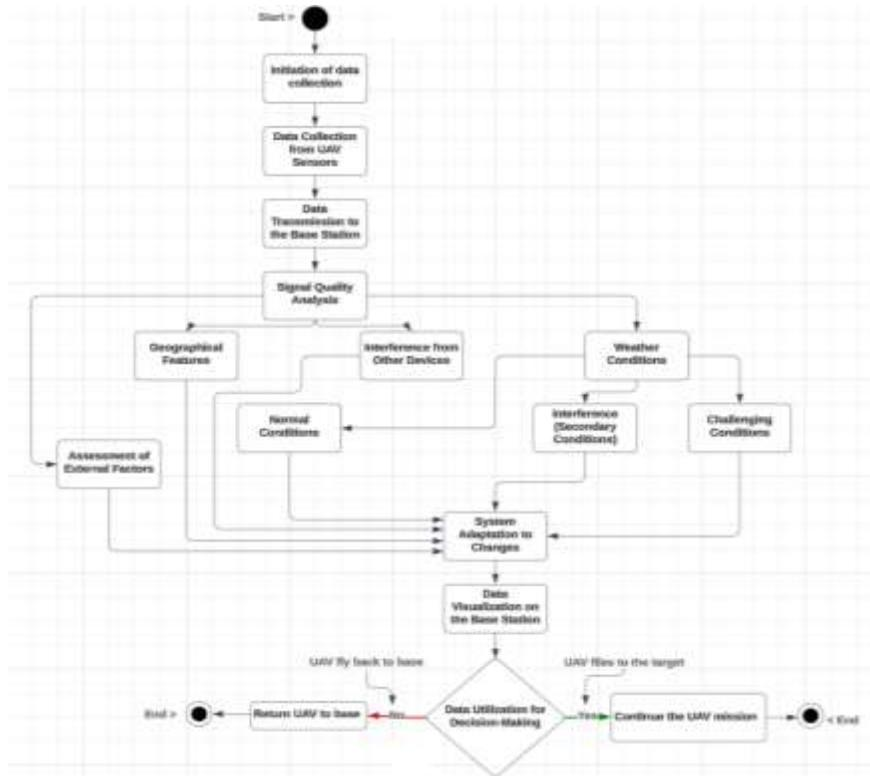 Start >
Initiation of data
collection
Data Collection
from UAV
Sensors
Data
Transmission to
the Base Station
Signal Quality
Analysis
Geographical
Features
Interference from
Other Devices
Weather
Conditions
Normal
Conditions
Interference
(Secondary
Conditions)
Challenging
Conditions
Assessment of
External Factors
System
Adaptation to
Changes
Data
Visualization on
the Base Station
UAV fly back to base
UAV flies to the target
End >
Return UAV to base
No
Data Utilization for
Decision-Making
Yes
Continue the UAV mission
< End